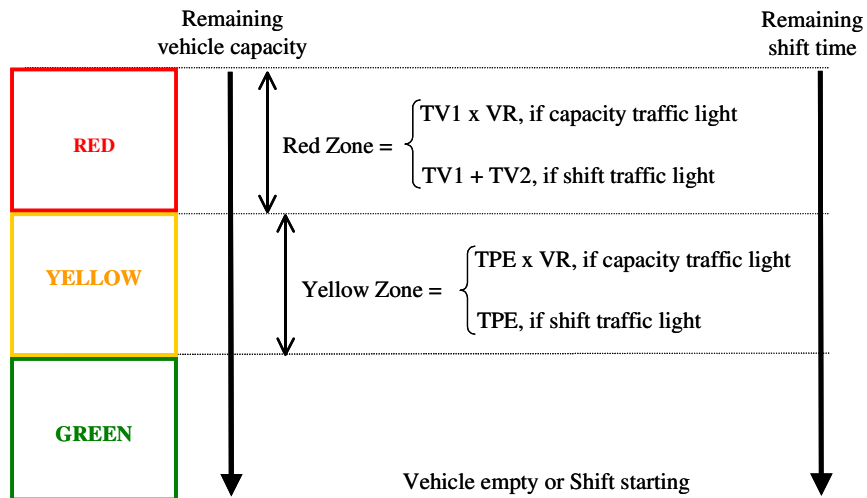 Remaining
vehicle capacity
Remaining
shift time
RED
Red Zone =
TV1 x VR, if capacity traffic light
TV1 + TV2, if shift traffic light
YELLOW
Yellow Zone =
TPE x VR, if capacity traffic light
TPE, if shift traffic light
GREEN
Vehicle empty or Shift starting